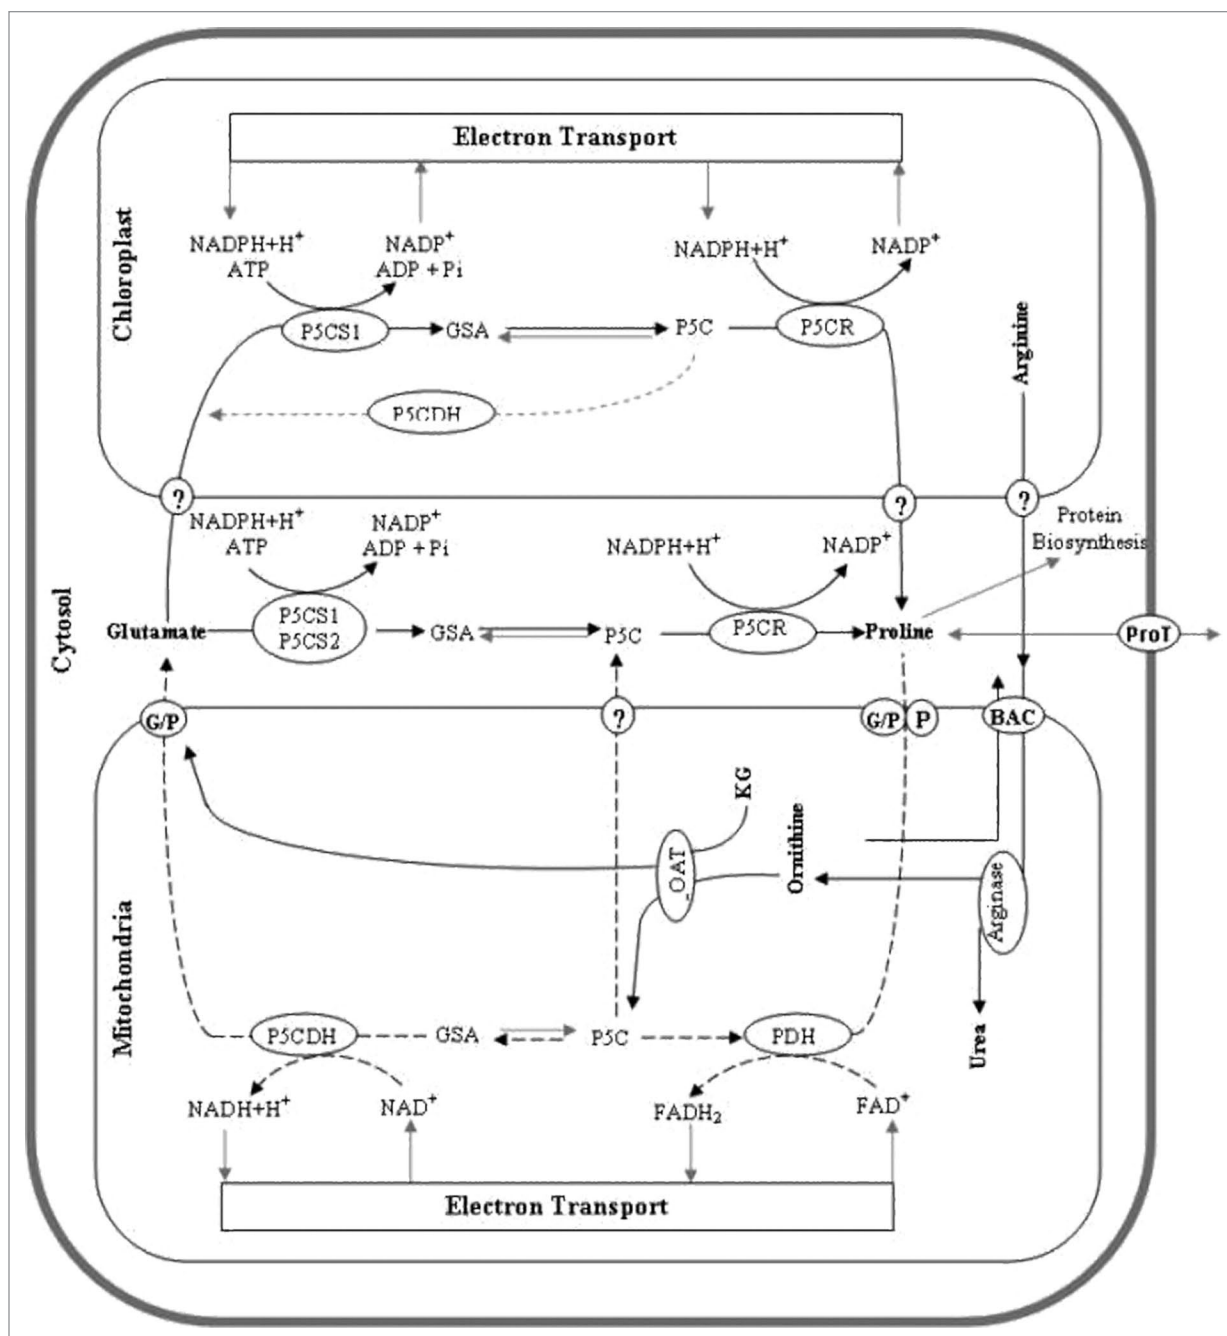 Electron Transport
Chloroplast
NADPH+H⁺
ATP
NADP⁺
ADP + Pi
NADPH+H⁺
NADP⁺
P5CS1
GSA
P5C
P5CR
P5CDH
Arginine
?
?
?
Cytosol
NADPH+H⁺
ATP
NADP⁺
ADP + Pi
NADPH+H⁺
NADP⁺
Protein
Biosynthesis
Glutamate
P5CS1
P5CS2
GSA
P5C
P5CR
Proline
ProT
G/P
?
G/P
P
BAC
Mitochondria
KG
OAT
Ornithine
Arginase
Urea
P5CDH
GSA
P5C
PDH
NADH+H⁺
NAD⁺
FADH₂
FAD⁺
Electron Transport